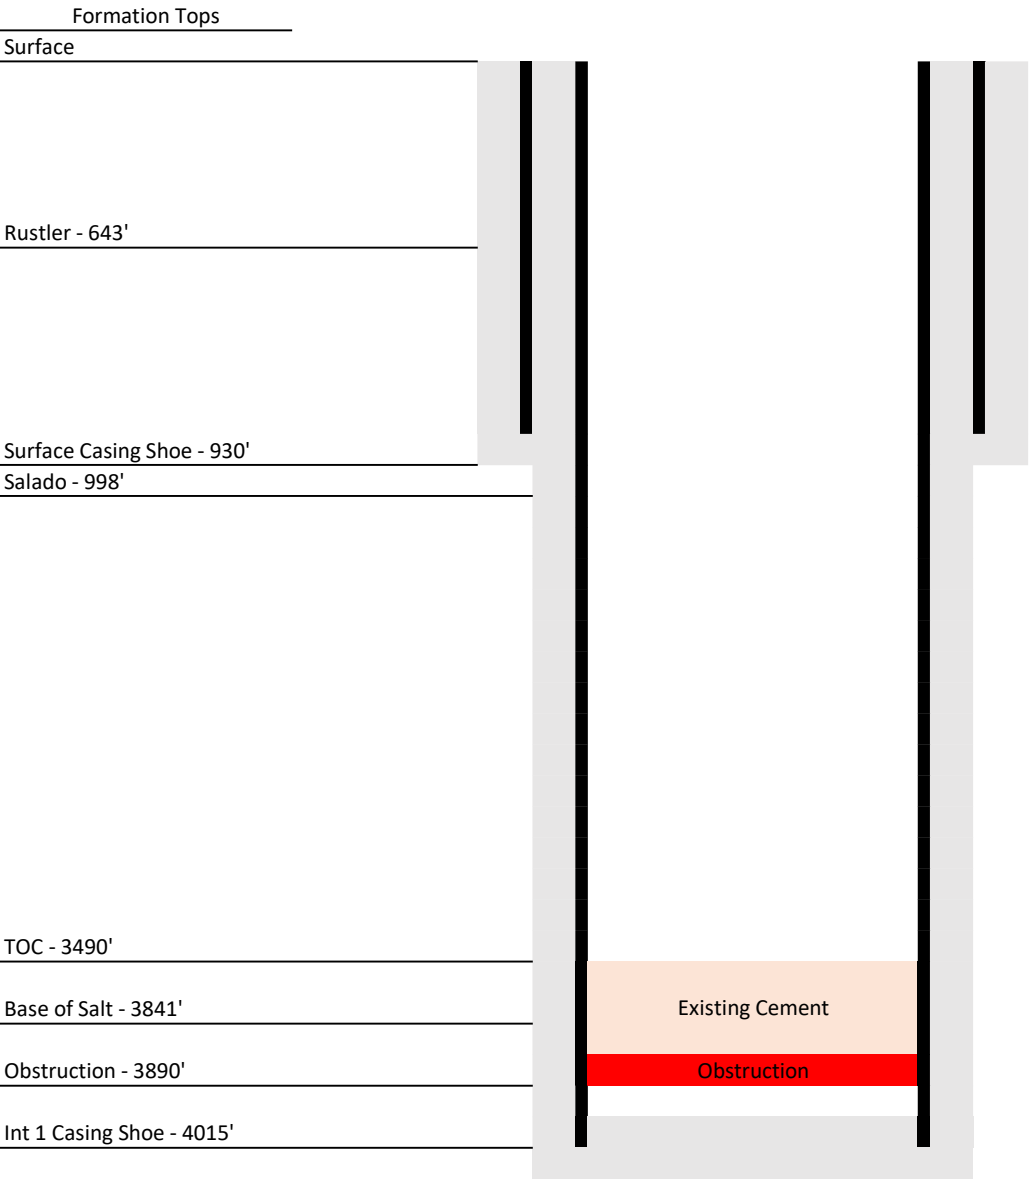 Formation Tops
Surface
Rustler - 643'
Surface Casing Shoe - 930'
Salado - 998'
TOC - 3490'
Base of Salt - 3841'
Existing Cement
Obstruction - 3890'
Obstruction
Int 1 Casing Shoe - 4015'